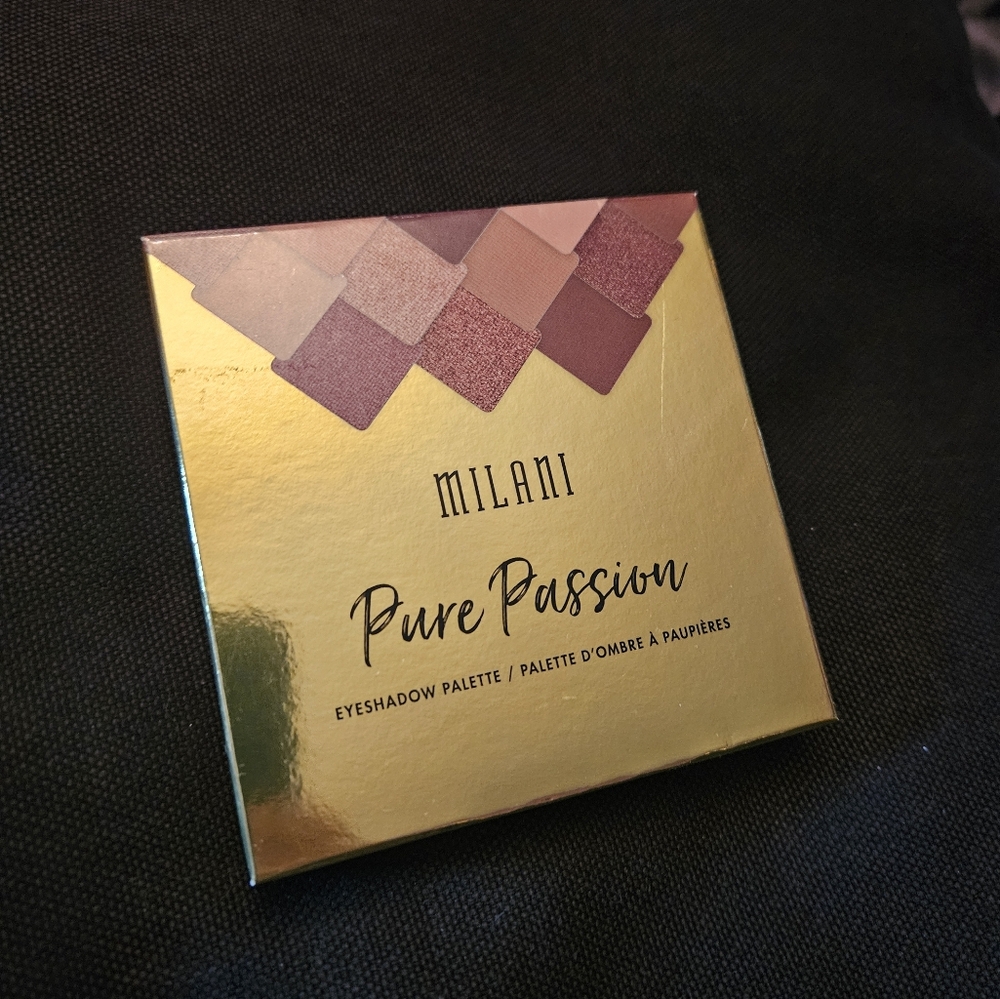 MILANI
Pure Passion
EYESHADOW PALETTE / PALETTE D'OMBRE À PAUPIÈRES